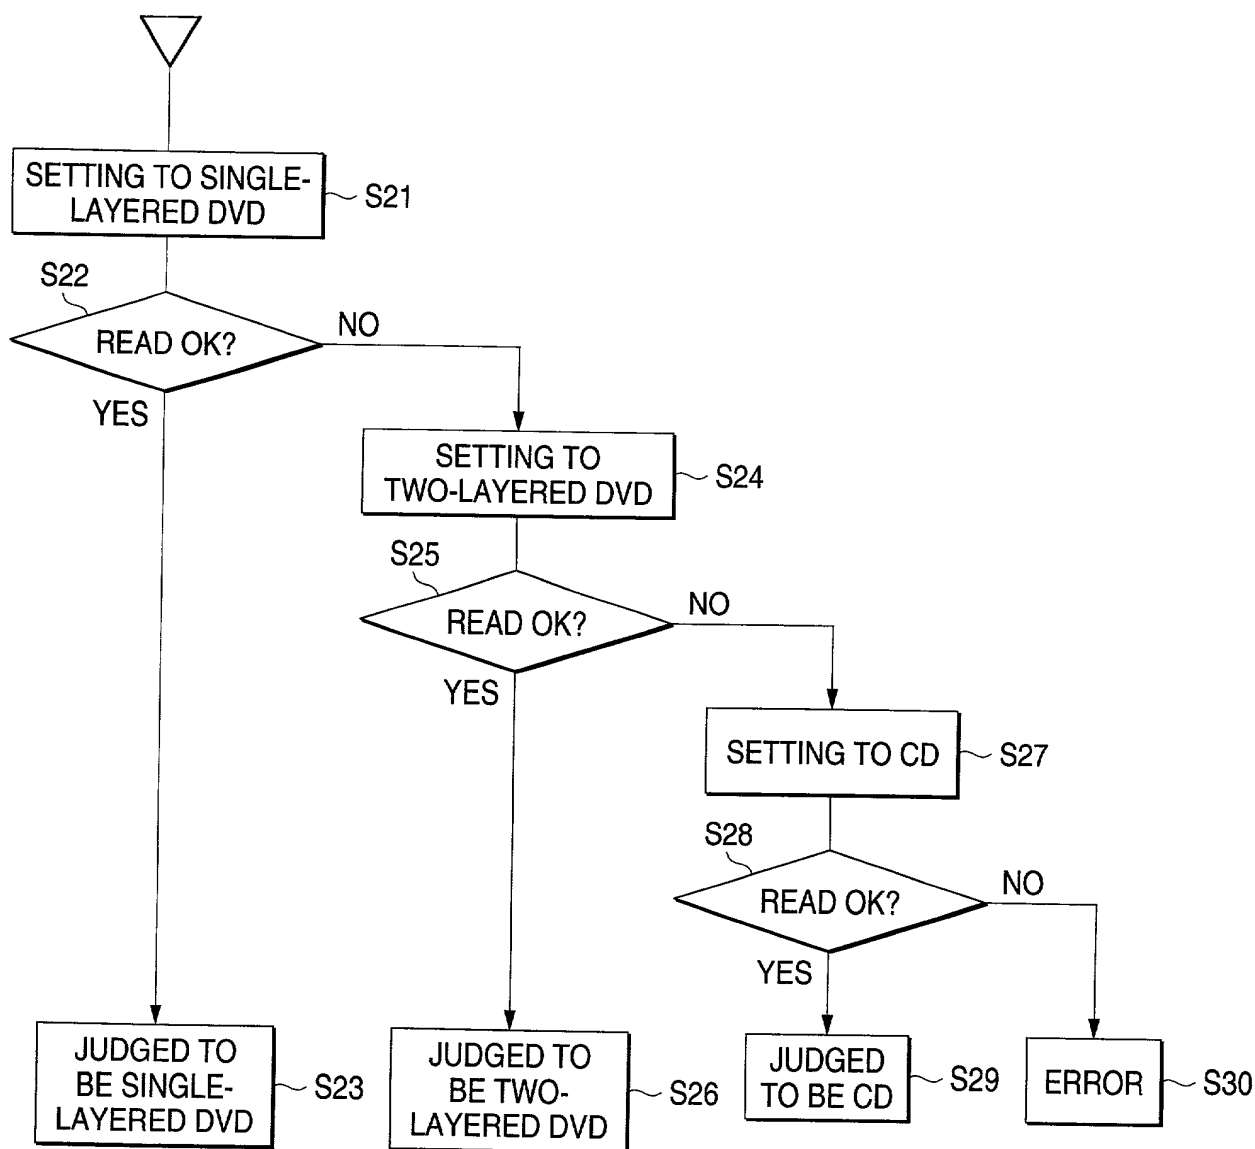 SETTING TO SINGLE-
LAYERED DVD
S21
S22
READ OK?
NO
YES
SETTING TO
TWO-LAYERED DVD
S24
S25
READ OK?
NO
YES
SETTING TO CD
S27
S28
READ OK?
NO
YES
JUDGED TO
BE SINGLE-
LAYERED DVD
S23
JUDGED TO
BE TWO-
LAYERED DVD
S26
JUDGED
TO BE CD
S29
ERROR
S30